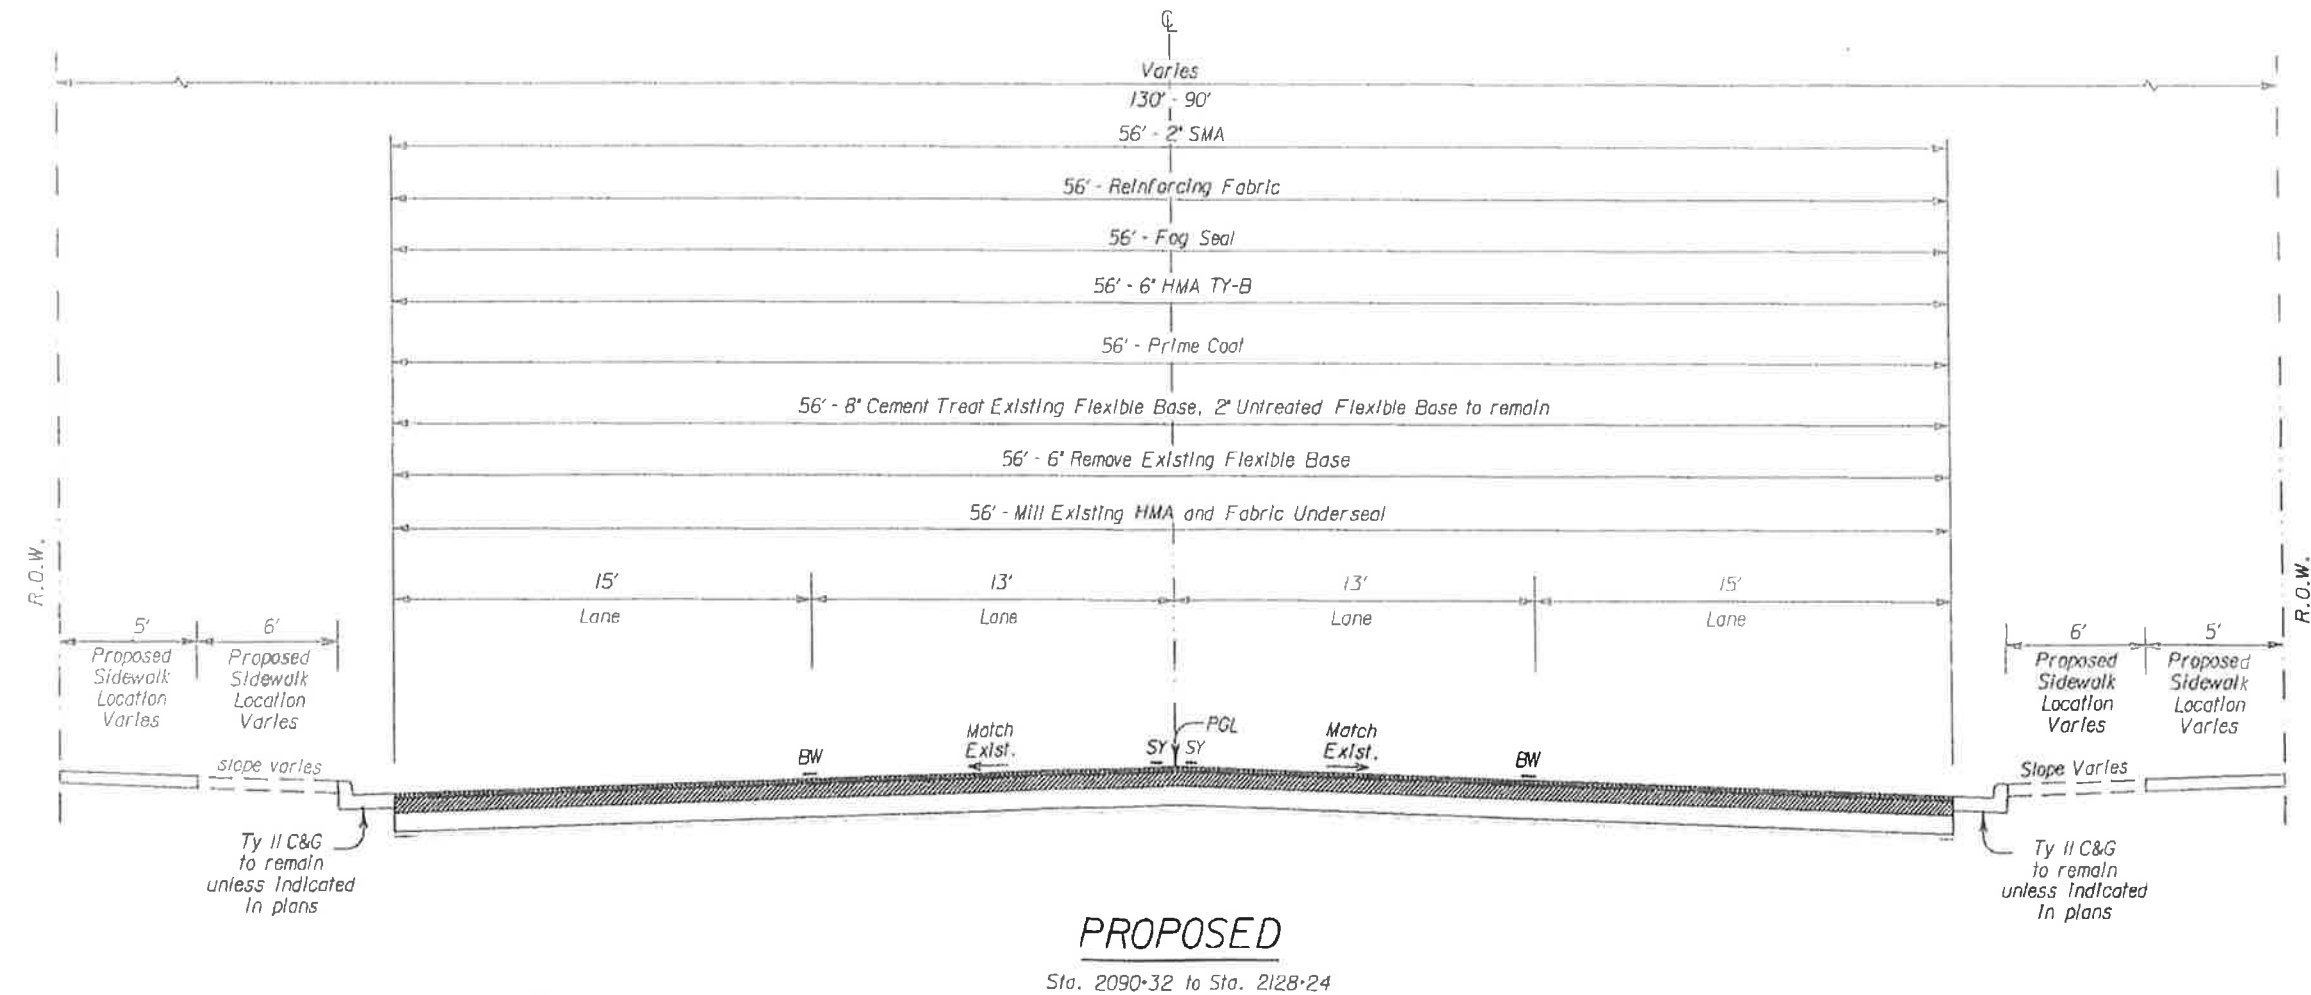 ℄
Varies
130' - 90'
56' - 2" SMA
56' - Reinforcing Fabric
56' - Fog Seal
56' - 6" HMA TY-B
56' - Prime Coat
56' - 8" Cement Treat Existing Flexible Base, 2" Untreated Flexible Base to remain
56' - 6" Remove Existing Flexible Base
56' - Mill Existing HMA and Fabric Underseal
R.O.W.
R.O.W.
15' 13' 13' 15'
Lane Lane Lane Lane
5' 6' 6' 5'
Proposed
Sidewalk
Location
Varies
Proposed
Sidewalk
Location
Varies
Proposed
Sidewalk
Location
Varies
Proposed
Sidewalk
Location
Varies
PGL
Match
Exist.
Match
Exist.
SY SY
BW
BW
slope varies
Slope Varies
Ty II C&G
to remain
unless indicated
in plans
Ty II C&G
to remain
unless indicated
in plans
PROPOSED
Sta. 2090+32 to Sta. 2128+24